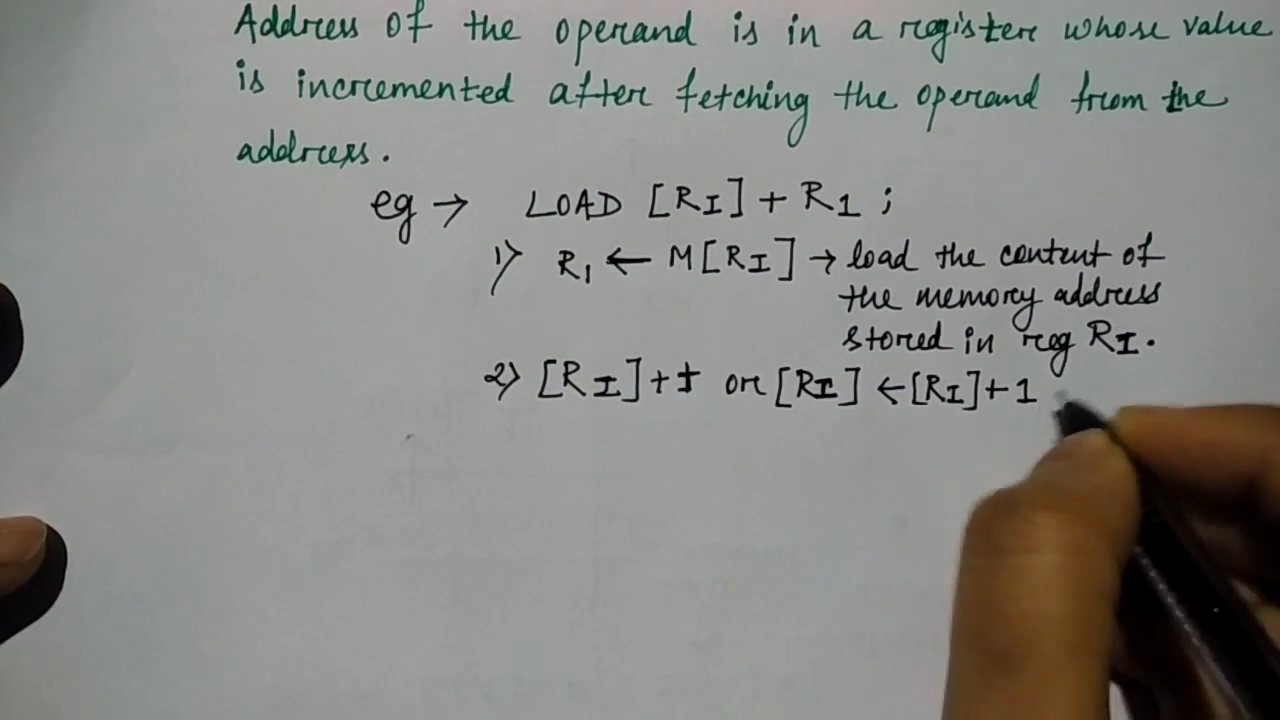 Address of the operand is in a register whose value
is incremented after fetching the operand from the
address.
eg → LOAD [RI] + R1 ;
1) R1 ← M[RI] → load the content of
the memory address
stored in reg RI.
2) [RI]++ or [RI] ← [RI]+1